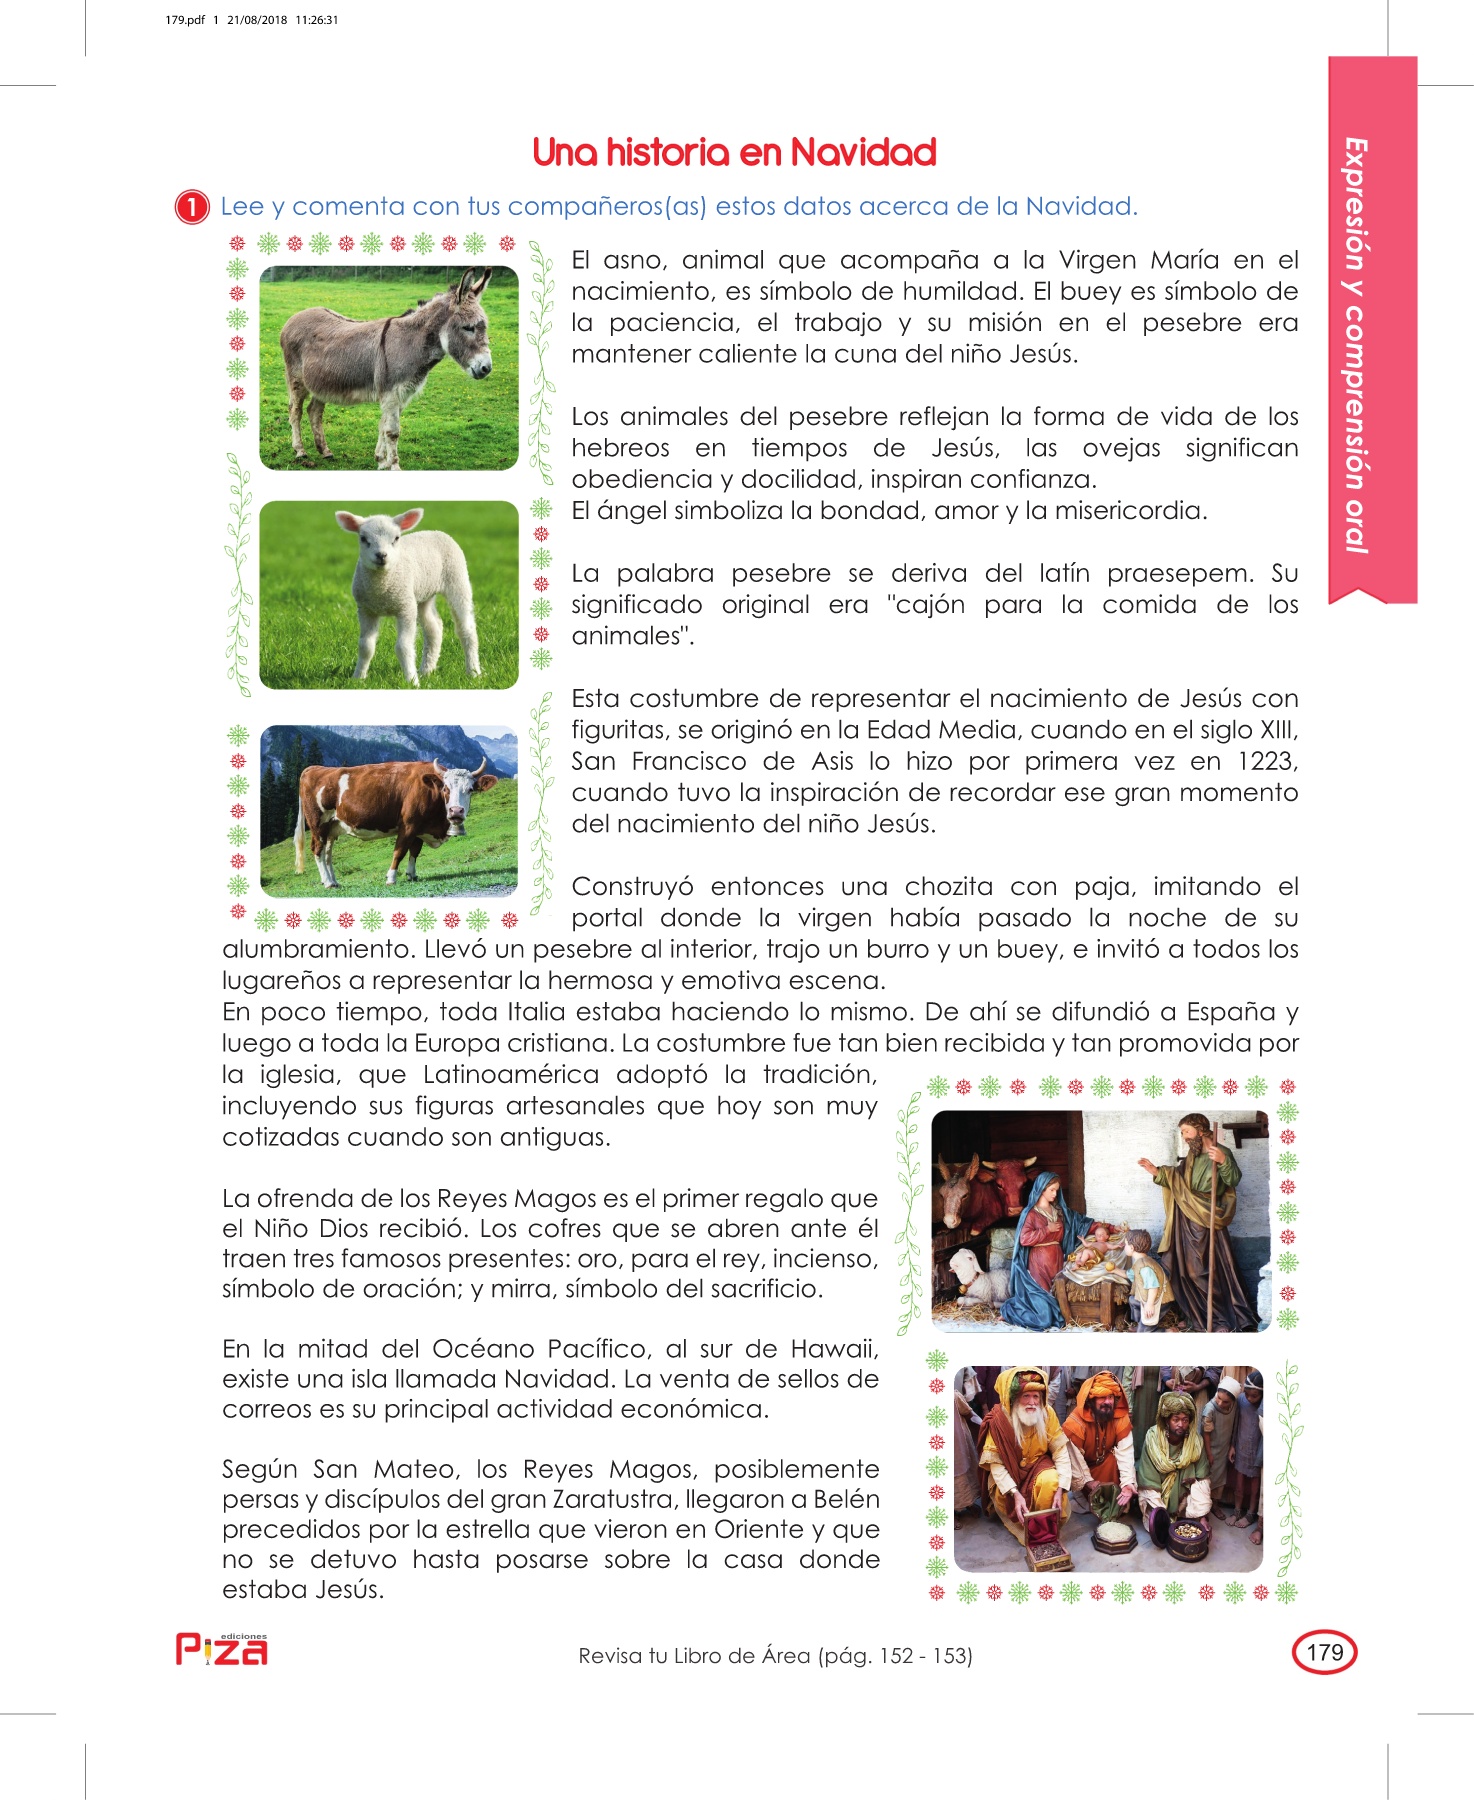 179.pdf 1 21/08/2018 11:26:31
Expresión y comprensión oral
Una historia en Navidad
1 Lee y comenta con tus compañeros(as) estos datos acerca de la Navidad.
El asno, animal que acompaña a la Virgen María en el
nacimiento, es símbolo de humildad. El buey es símbolo de
la paciencia, el trabajo y su misión en el pesebre era
mantener caliente la cuna del niño Jesús.
Los animales del pesebre reflejan la forma de vida de los
hebreos en tiempos de Jesús, las ovejas significan
obediencia y docilidad, inspiran confianza.
El ángel simboliza la bondad, amor y la misericordia.
La palabra pesebre se deriva del latín praesepem. Su
significado original era "cajón para la comida de los
animales".
Esta costumbre de representar el nacimiento de Jesús con
figuritas, se originó en la Edad Media, cuando en el siglo XIII,
San Francisco de Asis lo hizo por primera vez en 1223,
cuando tuvo la inspiración de recordar ese gran momento
del nacimiento del niño Jesús.
Construyó entonces una chozita con paja, imitando el
portal donde la virgen había pasado la noche de su
alumbramiento. Llevó un pesebre al interior, trajo un burro y un buey, e invitó a todos los
lugareños a representar la hermosa y emotiva escena.
En poco tiempo, toda Italia estaba haciendo lo mismo. De ahí se difundió a España y
luego a toda la Europa cristiana. La costumbre fue tan bien recibida y tan promovida por
la iglesia, que Latinoamérica adoptó la tradición,
incluyendo sus figuras artesanales que hoy son muy
cotizadas cuando son antiguas.
La ofrenda de los Reyes Magos es el primer regalo que
el Niño Dios recibió. Los cofres que se abren ante él
traen tres famosos presentes: oro, para el rey, incienso,
símbolo de oración; y mirra, símbolo del sacrificio.
En la mitad del Océano Pacífico, al sur de Hawaii,
existe una isla llamada Navidad. La venta de sellos de
correos es su principal actividad económica.
Según San Mateo, los Reyes Magos, posiblemente
persas y discípulos del gran Zaratustra, llegaron a Belén
precedidos por la estrella que vieron en Oriente y que
no se detuvo hasta posarse sobre la casa donde
estaba Jesús.
ediciones
Piza
Revisa tu Libro de Área (pág. 152 - 153)
179